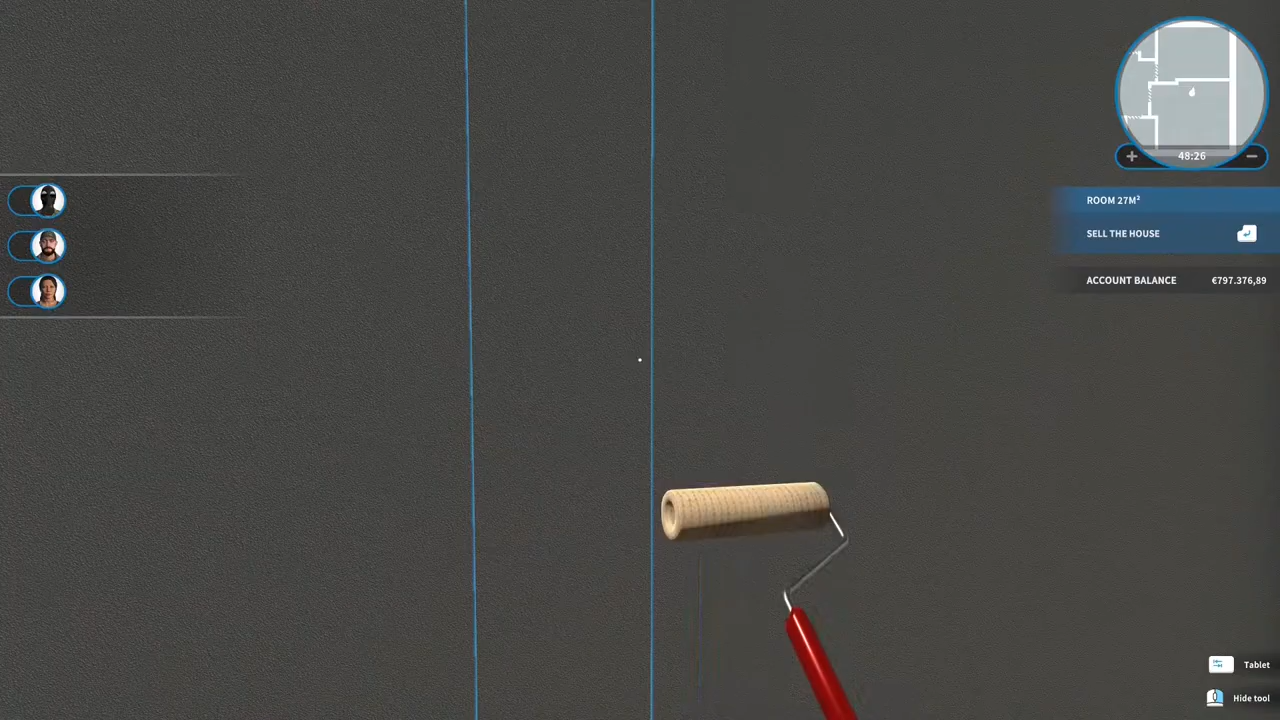 48:26
ROOM 27M²
SELL THE HOUSE
ACCOUNT BALANCE €797.376,89
Tablet
Hide tool